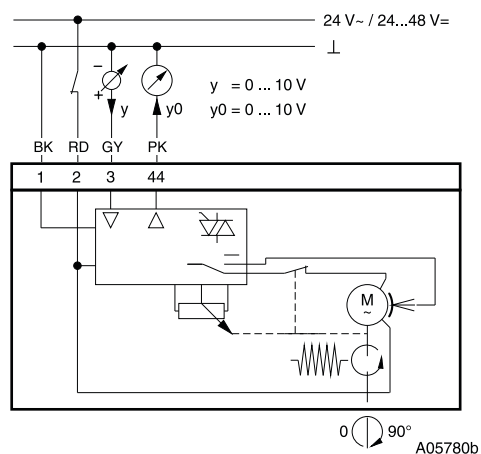 24 V~ / 24...48 V=
⊥
– 
+
y
y0
y = 0 ... 10 V
y0 = 0 ... 10 V
BK RD GY PK
1 2 3 44
M
~
0 90°
A05780b